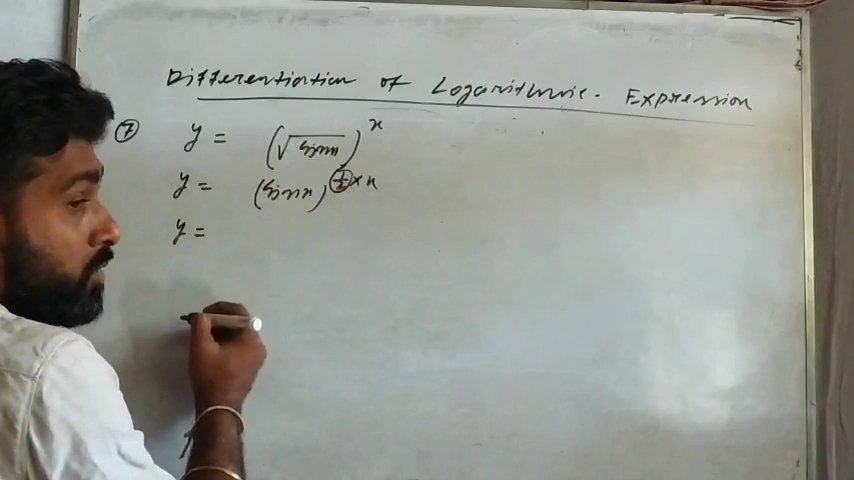 Differentiation of Logarithmic. Expression
⑦ y = (√sinx)^x
y = (sinx)^½×x
y =